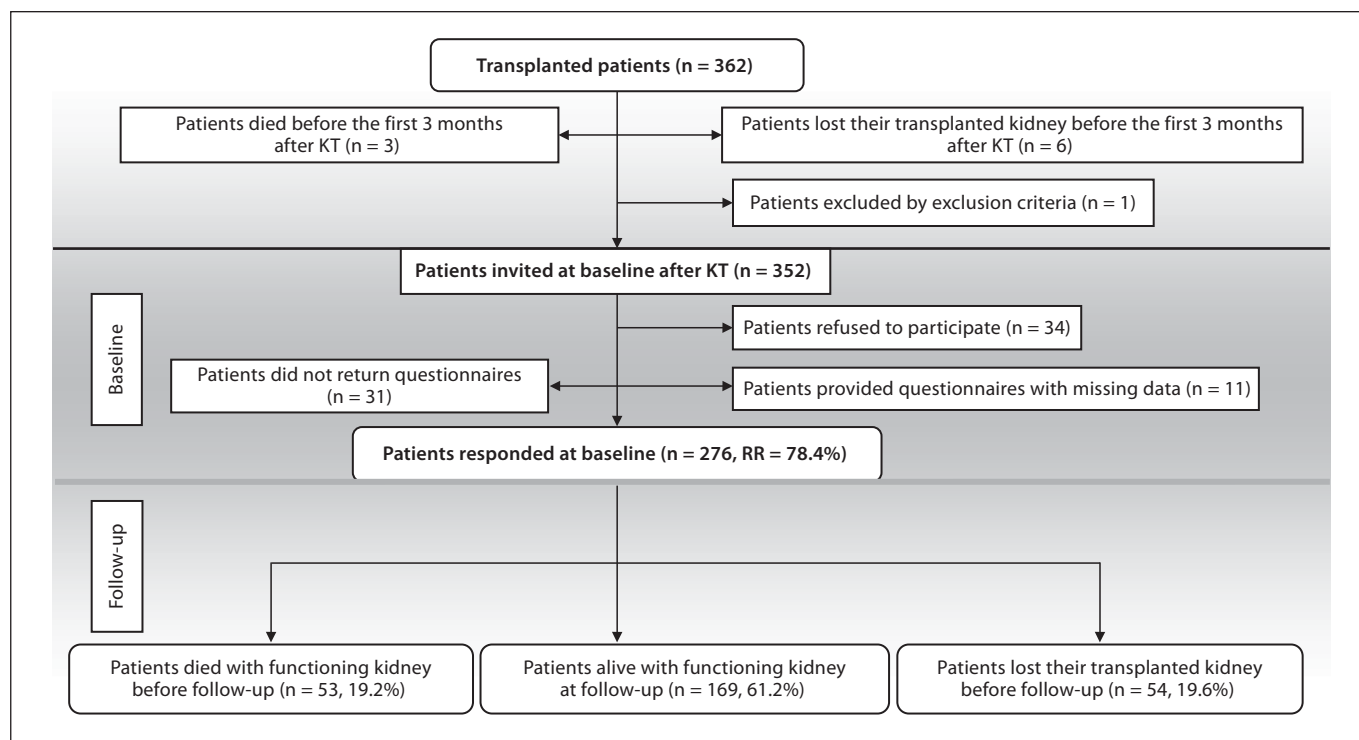 Transplanted patients (n = 362)
Patients died before the first 3 months
after KT (n = 3)
Patients lost their transplanted kidney before the first 3 months
after KT (n = 6)
Patients excluded by exclusion criteria (n = 1)
Patients invited at baseline after KT (n = 352)
Baseline
Patients refused to participate (n = 34)
Patients did not return questionnaires
(n = 31)
Patients provided questionnaires with missing data (n = 11)
Patients responded at baseline (n = 276, RR = 78.4%)
Follow-up
Patients died with functioning kidney
before follow-up (n = 53, 19.2%)
Patients alive with functioning kidney
at follow-up (n = 169, 61.2%)
Patients lost their transplanted kidney
before follow-up (n = 54, 19.6%)